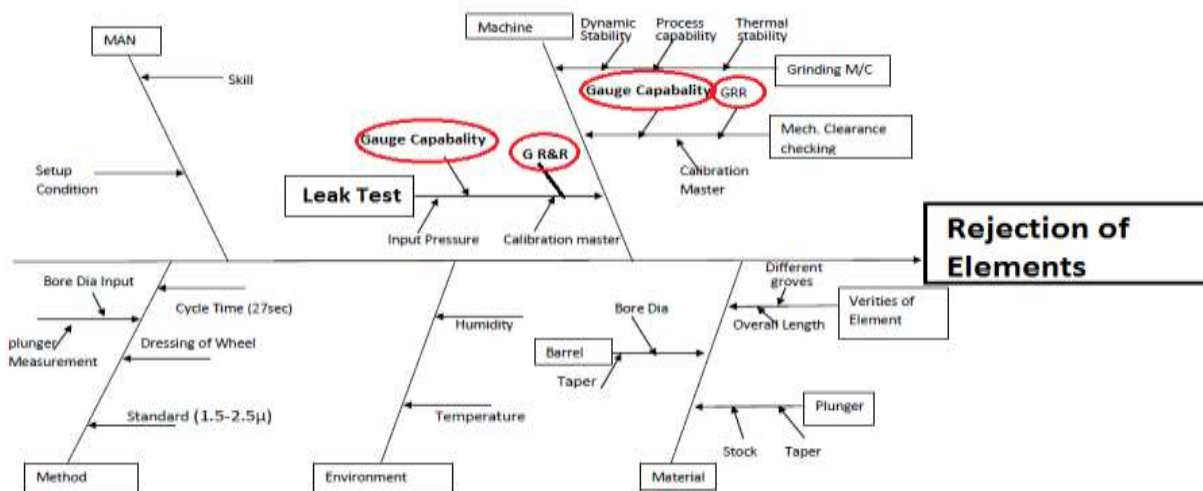 MAN
Skill
Setup
Condition
Machine
Dynamic
Stability
Process
capability
Thermal
stability
Grinding M/C
Gauge Capabality
GRR
Mech. Clearance
checking
Calibration
Master
Gauge Capabality
G R&R
Leak Test
Input Pressure
Calibration master
Rejection of
Elements
Bore Dia Input
Cycle Time (27sec)
plunger
Measurement
Dressing of Wheel
Standard (1.5-2.5μ)
Method
Humidity
Temperature
Environment
Different
groves
Verities of
Element
Overall Length
Bore Dia
Barrel
Taper
Plunger
Stock
Taper
Material